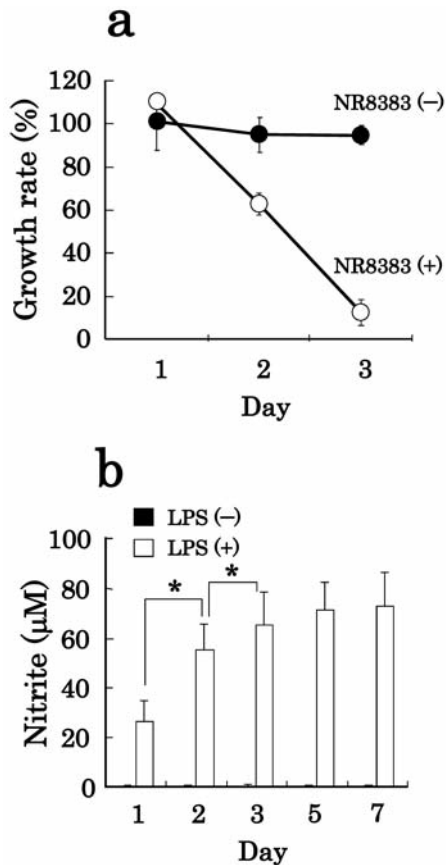 a
Growth rate (%)
120
100
80
60
40
20
0
NR8383 (−)
NR8383 (+)
1 2 3
Day
b
LPS (−)
LPS (+)
Nitrite (μM)
100
80
60
40
20
0
* *
1 2 3 5 7
Day